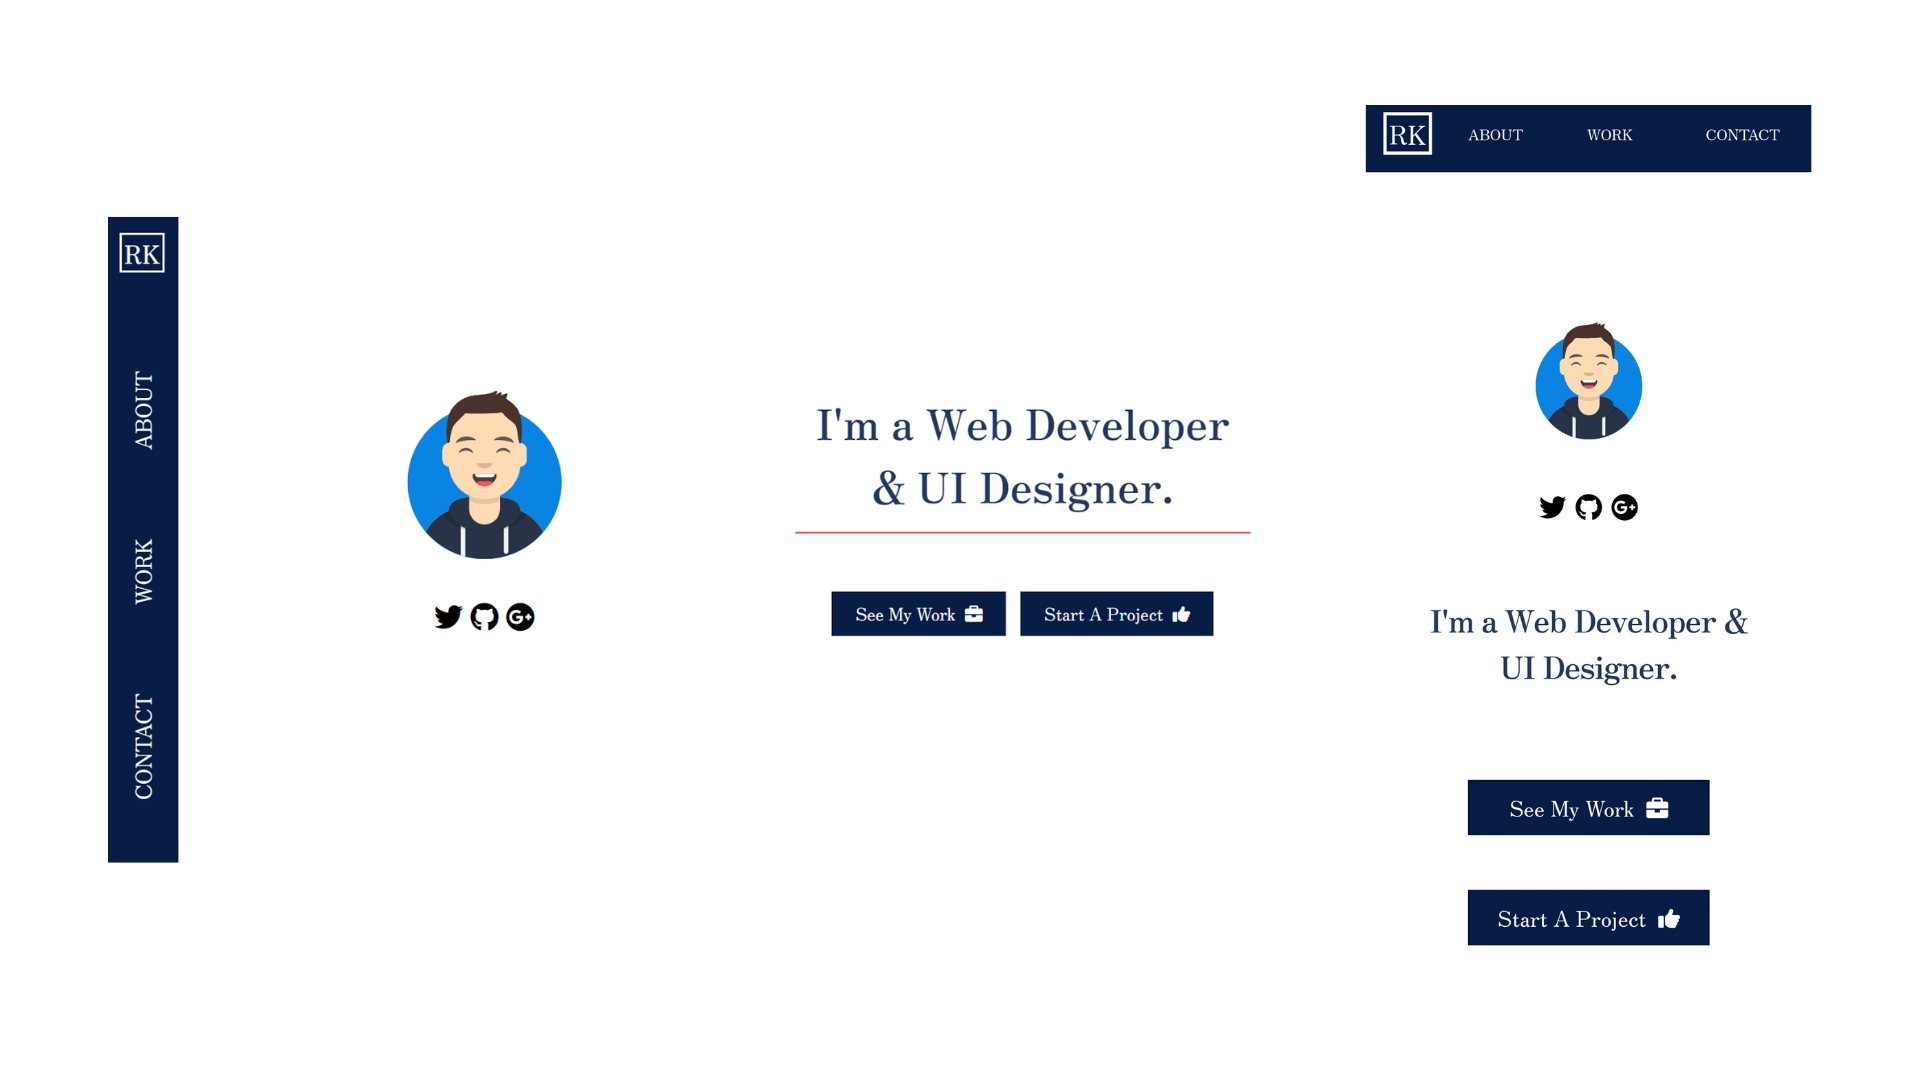 RK
ABOUT
WORK
CONTACT
I'm a Web Developer
& UI Designer.
See My Work
Start A Project
RK
ABOUT
WORK
CONTACT
I'm a Web Developer &
UI Designer.
See My Work
Start A Project